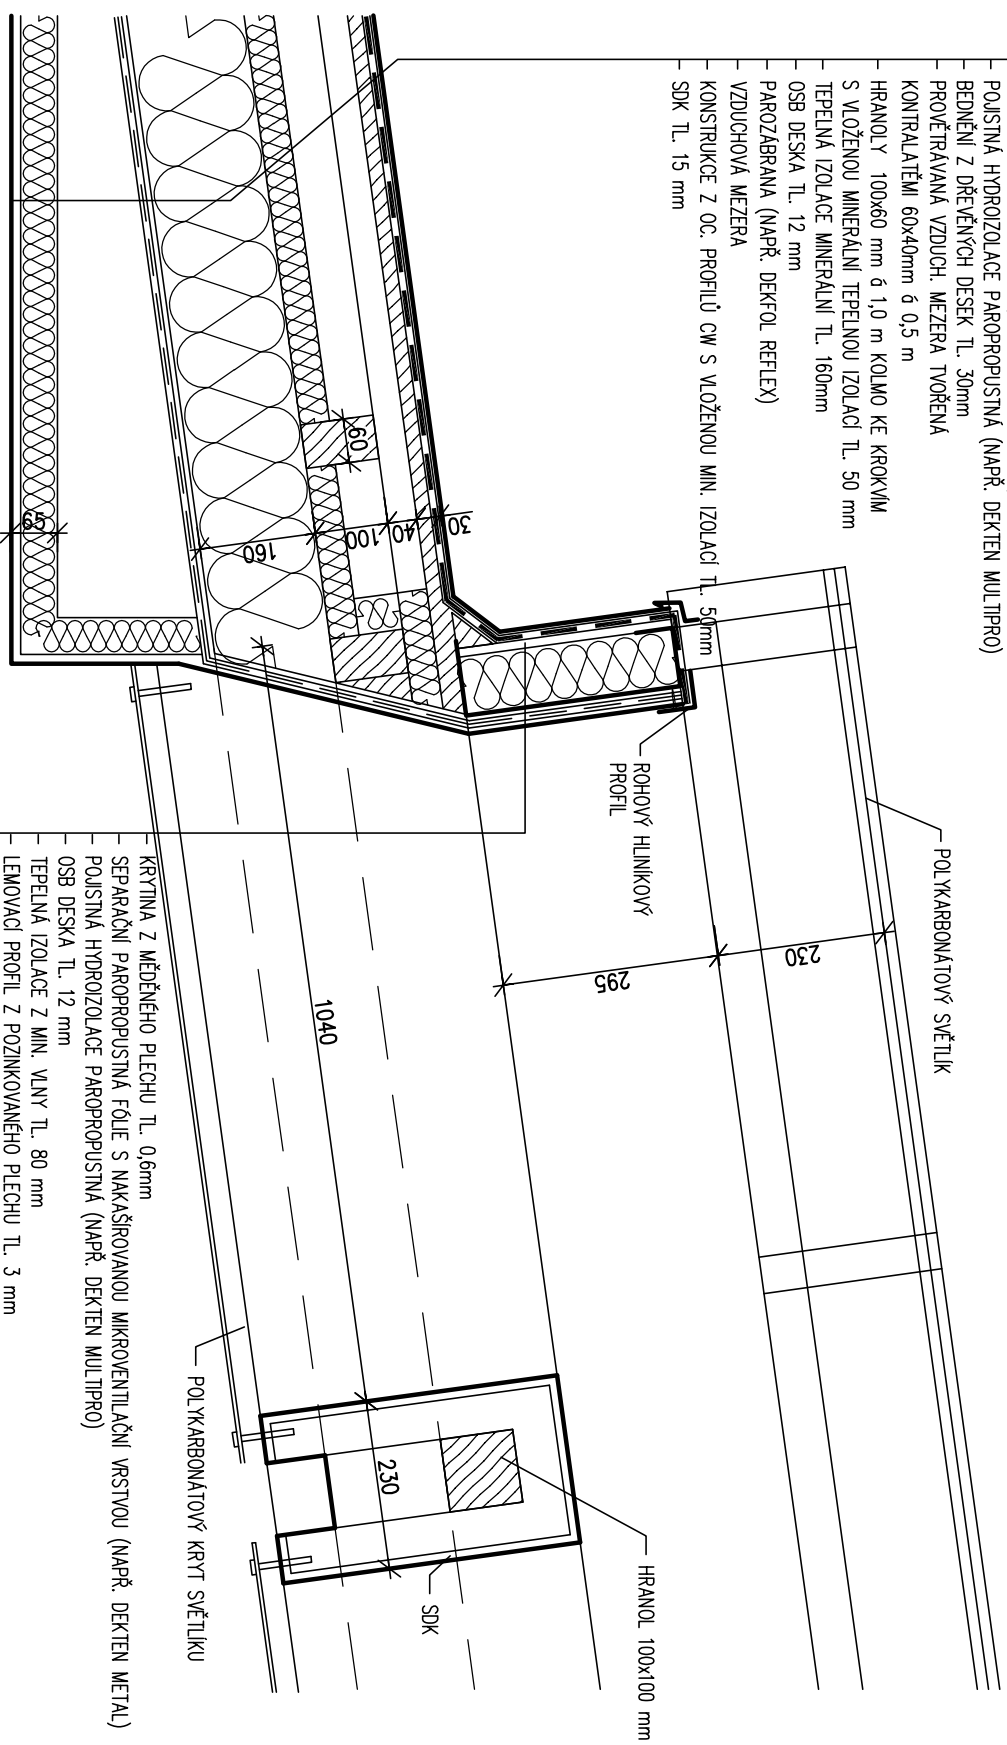 POJISTNÁ HYDROIZOLACE PAROPROPUSTNÁ (NAPŘ. DEKTEN MULTIPRO)
BEDNĚNÍ Z DŘEVĚNÝCH DESEK TL. 30mm
PROVĚTRÁVANÁ VZDUCH. MEZERA TVOŘENÁ
KONTRALATĚMI 60x40mm á 0,5 m
HRANOLY 100x60 mm á 1,0 m KOLMO KE KROKVÍM
S VLOŽENOU MINERÁLNÍ TEPELNOU IZOLACÍ TL. 50 mm
TEPELNÁ IZOLACE MINERÁLNÍ TL. 160mm
OSB DESKA TL. 12 mm
PAROZÁBRANA (NAPŘ. DEKFOL REFLEX)
VZDUCHOVÁ MEZERA
KONSTRUKCE Z OC. PROFILŮ CW S VLOŽENOU MIN. IZOLACÍ TL. 50mm
SDK TL. 15 mm
POLYKARBONÁTOVÝ SVĚTLÍK
ROHOVÝ HLINÍKOVÝ
PROFIL
230
295
30
40
100
160
60
65
1040
230
HRANOL 100x100 mm
SDK
POLYKARBONÁTOVÝ KRYT SVĚTLÍKU
KRYTINA Z MĚDĚNÉHO PLECHU TL. 0,6mm
SEPARAČNÍ PAROPROPUSTNÁ FÓLIE S NAKAŠÍROVANOU MIKROVENTILAČNÍ VRSTVOU (NAPŘ. DEKTEN METAL)
POJISTNÁ HYDROIZOLACE PAROPROPUSTNÁ (NAPŘ. DEKTEN MULTIPRO)
OSB DESKA TL. 12 mm
TEPELNÁ IZOLACE Z MIN. VLNY TL. 80 mm
LEMOVACÍ PROFIL Z POZINKOVANÉHO PLECHU TL. 3 mm